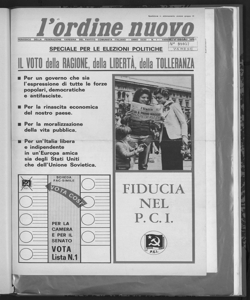 l'ordine nuovo
SPECIALE PER LE ELEZIONI POLITICHE
IL VOTO della RAGIONE, della LIBERTÀ, della TOLLERANZA
Per un governo che sia
l'espressione di tutte le forze
popolari, democratiche
e antifasciste.
Per la rinascita economica
del nostro paese.
Per la moralizzazione
della vita pubblica.
Per un'Italia libera
e indipendente
in un'Europa amica
sia degli Stati Uniti
che dell'Unione Sovietica.
VOTA COSÌ
PER LA
CAMERA
E PER IL
SENATO
VOTA
Lista N.1
FIDUCIA
NEL
P.C.I.
PCI